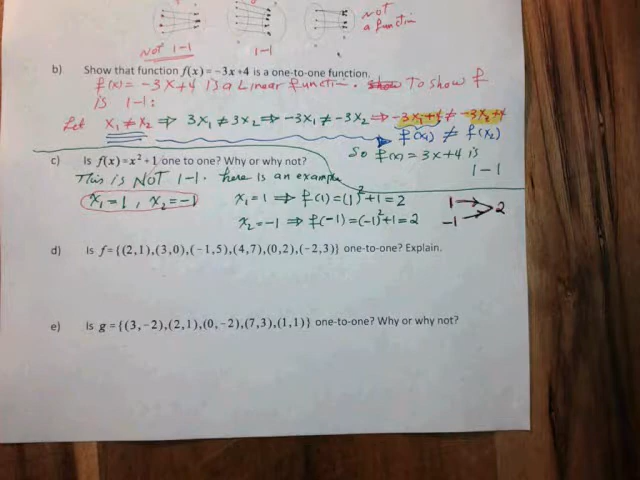 not
a function
NOT 1-1
1-1
b) Show that function f(x) = -3x+4 is a one-to-one function.
f(x) = -3x+4 is a Linear function. To show f
is 1-1:
Let x₁ ≠ x₂ ⇒ 3x₁ ≠ 3x₂ ⇒ -3x₁ ≠ -3x₂ ⇒ -3x₁+4 ≠ -3x₂+4
f(x₁) ≠ f(x₂)
So f(x) = 3x+4 is
1-1
c) Is f(x) = x²+1 one to one? Why or why not?
This is NOT 1-1. here is an example
x₁=1, x₂=-1 x₁=1 ⇒ f(1)=(1)²+1=2 1 → 2
x₂=-1 ⇒ f(-1)=(-1)²+1=2 -1 →
d) Is f = {(2,1),(3,0),(-1,5),(4,7),(0,2),(-2,3)} one-to-one? Explain.
e) Is g = {(3,-2),(2,1),(0,-2),(7,3),(1,1)} one-to-one? Why or why not?